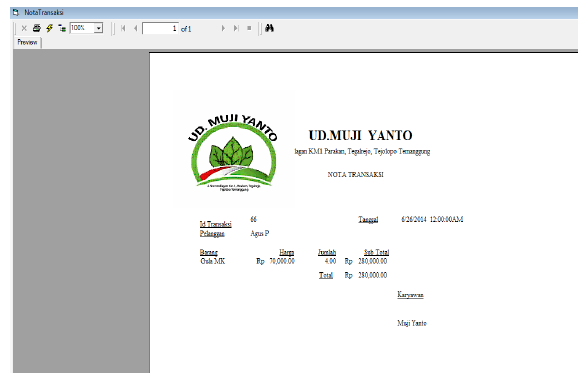 NotaTransaksi
100%
1 of 1
Preview
UD. MUJI YANTO
UD.MUJI YANTO
KM1 Parakan, Tegalrejo, Tejolopo Temanggung
NOTA TRANSAKSI
Id Transaksi 66 Tanggal 6/26/2014 12:00:00AM
Pelanggan Agus P
Barang Harga Jumlah Sub Total
Gula MK Rp 70,000.00 4.00 Rp 280,000.00
Total Rp 280,000.00
Karyawan
Muji Yanto